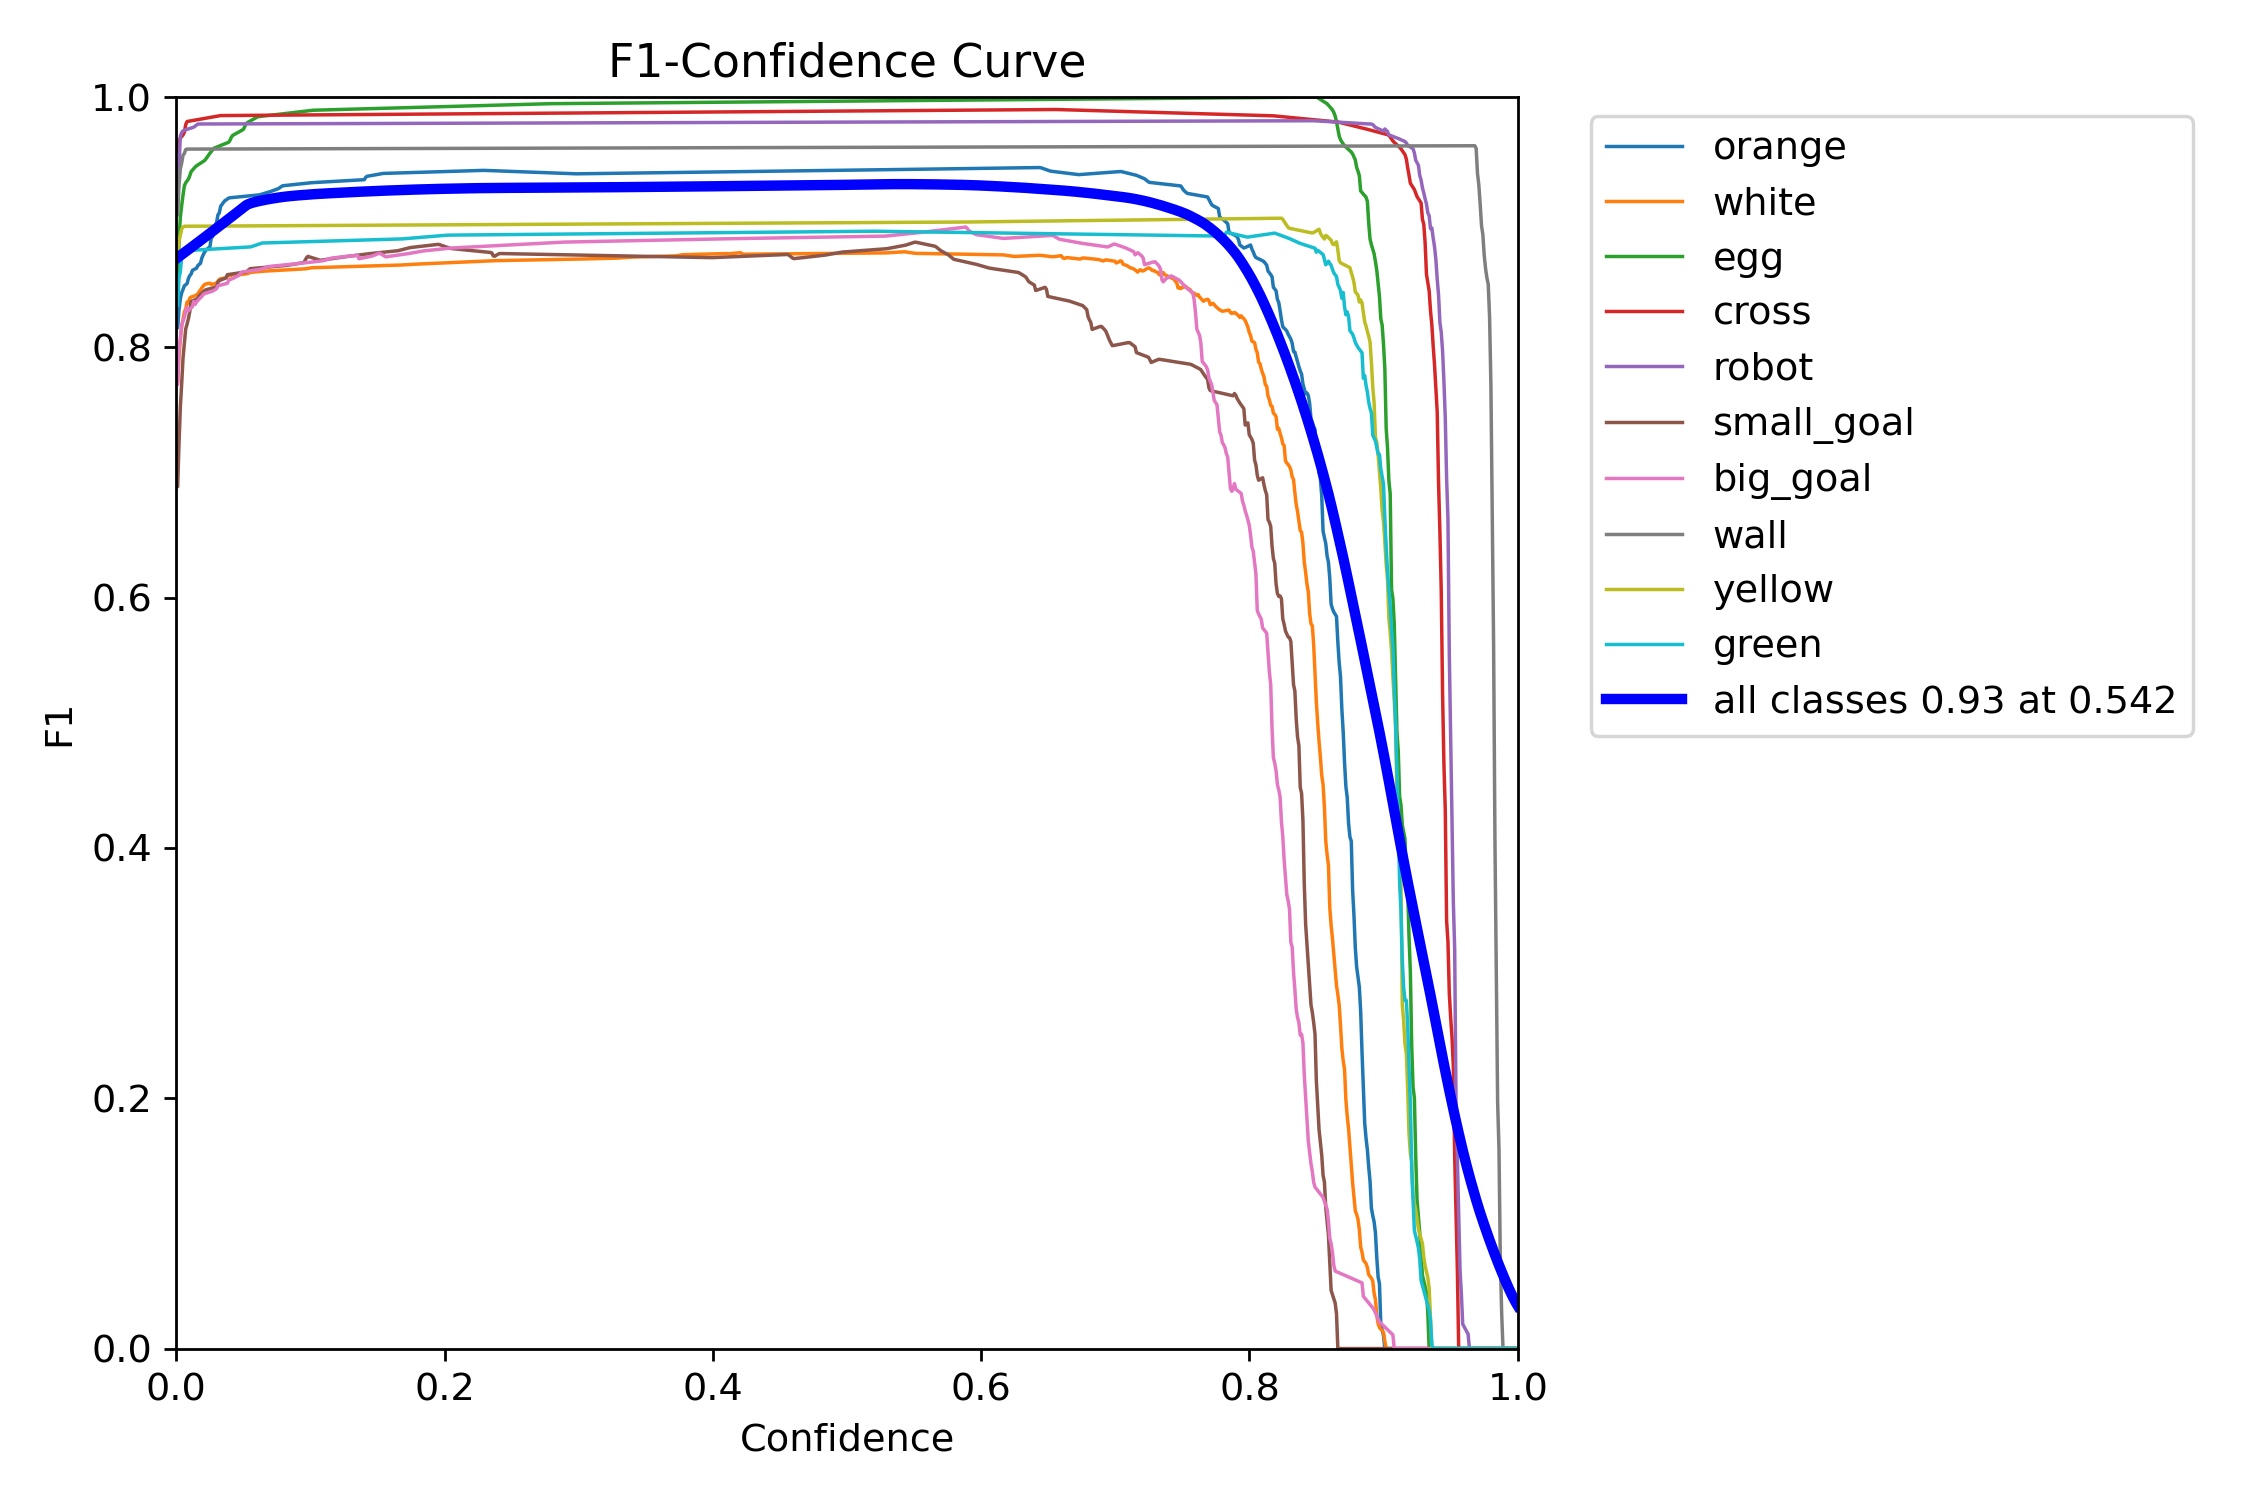 F1-Confidence Curve
1.0
0.8
0.6
0.4
0.2
0.0
F1
0.0 0.2 0.4 0.6 0.8 1.0
Confidence
orange
white
egg
cross
robot
small_goal
big_goal
wall
yellow
green
all classes 0.93 at 0.542